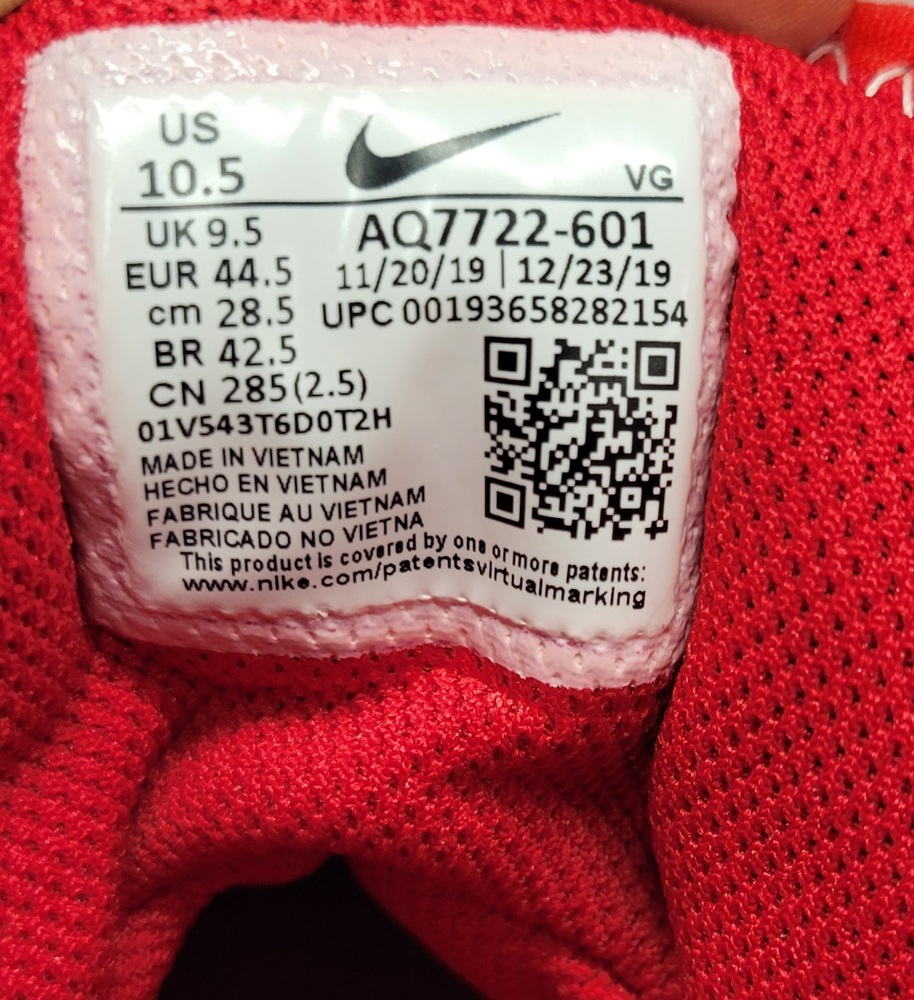 US
10.5
VG
UK 9.5
EUR 44.5
cm 28.5
BR 42.5
CN 285(2.5)
AQ7722-601
11/20/19 | 12/23/19
UPC 00193658282154
01V543T6D0T2H
MADE IN VIETNAM
HECHO EN VIETNAM
FABRIQUE AU VIETNAM
FABRICADO NO VIETNA
This product is covered by one or more patents:
www.nike.com/patentsvirtualmarking